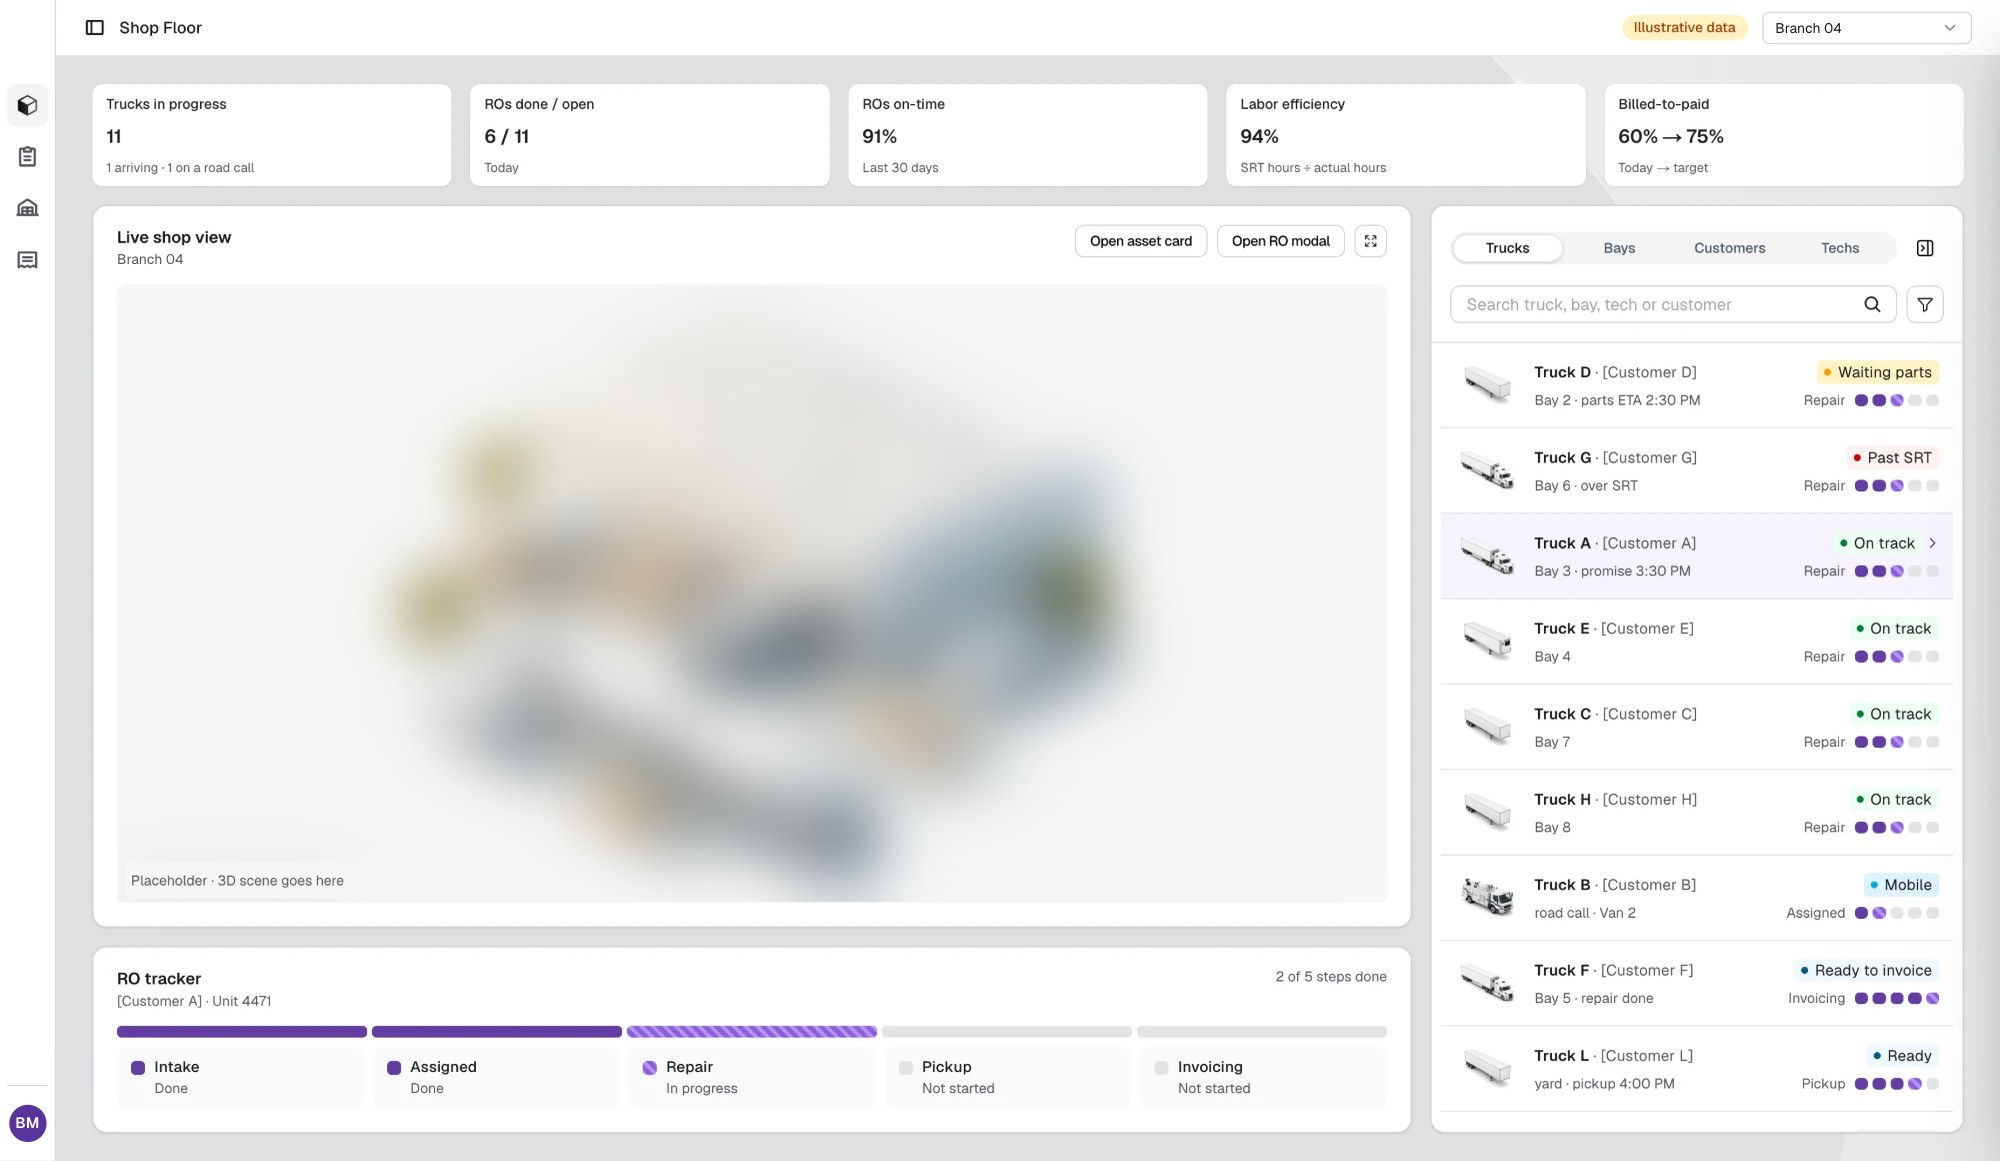 Shop Floor
Illustrative data
Branch 04
Trucks in progress
11
1 arriving · 1 on a road call
ROs done / open
6 / 11
Today
ROs on-time
91%
Last 30 days
Labor efficiency
94%
SRT hours ÷ actual hours
Billed-to-paid
60% → 75%
Today → target
Live shop view
Branch 04
Open asset card
Open RO modal
Placeholder · 3D scene goes here
RO tracker
[Customer A] · Unit 4471
2 of 5 steps done
Intake
Done
Assigned
Done
Repair
In progress
Pickup
Not started
Invoicing
Not started
Trucks
Bays
Customers
Techs
Search truck, bay, tech or customer
Truck D · [Customer D]
Waiting parts
Bay 2 · parts ETA 2:30 PM
Repair
Truck G · [Customer G]
Past SRT
Bay 6 · over SRT
Repair
Truck A · [Customer A]
On track
Bay 3 · promise 3:30 PM
Repair
Truck E · [Customer E]
On track
Bay 4
Repair
Truck C · [Customer C]
On track
Bay 7
Repair
Truck H · [Customer H]
On track
Bay 8
Repair
Truck B · [Customer B]
Mobile
road call · Van 2
Assigned
Truck F · [Customer F]
Ready to invoice
Bay 5 · repair done
Invoicing
Truck L · [Customer L]
Ready
yard · pickup 4:00 PM
Pickup
BM